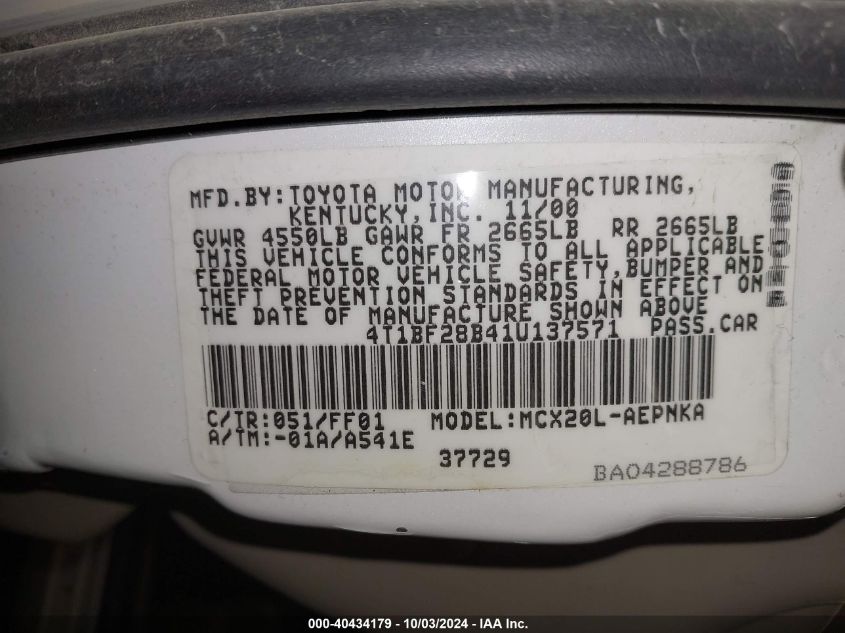 MFD.BY:TOYOTA MOTOR MANUFACTURING,
KENTUCKY,INC. 11/00
GVWR 4550LB GAWR FR 2665LB RR 2665LB
THIS VEHICLE CONFORMS TO ALL APPLICABLE
FEDERAL MOTOR VEHICLE SAFETY,BUMPER AND
THEFT PREVENTION STANDARDS IN EFFECT ON
THE DATE OF MANUFACTURE SHOWN ABOVE
4T1BF28B41U137571 PASS.CAR
C/TR:051/FF01 MODEL:MCX20L-AEPNKA
A/TM:-01A/A541E
37729
BA04288786
000-40434179 - 10/03/2024 - IAA Inc.